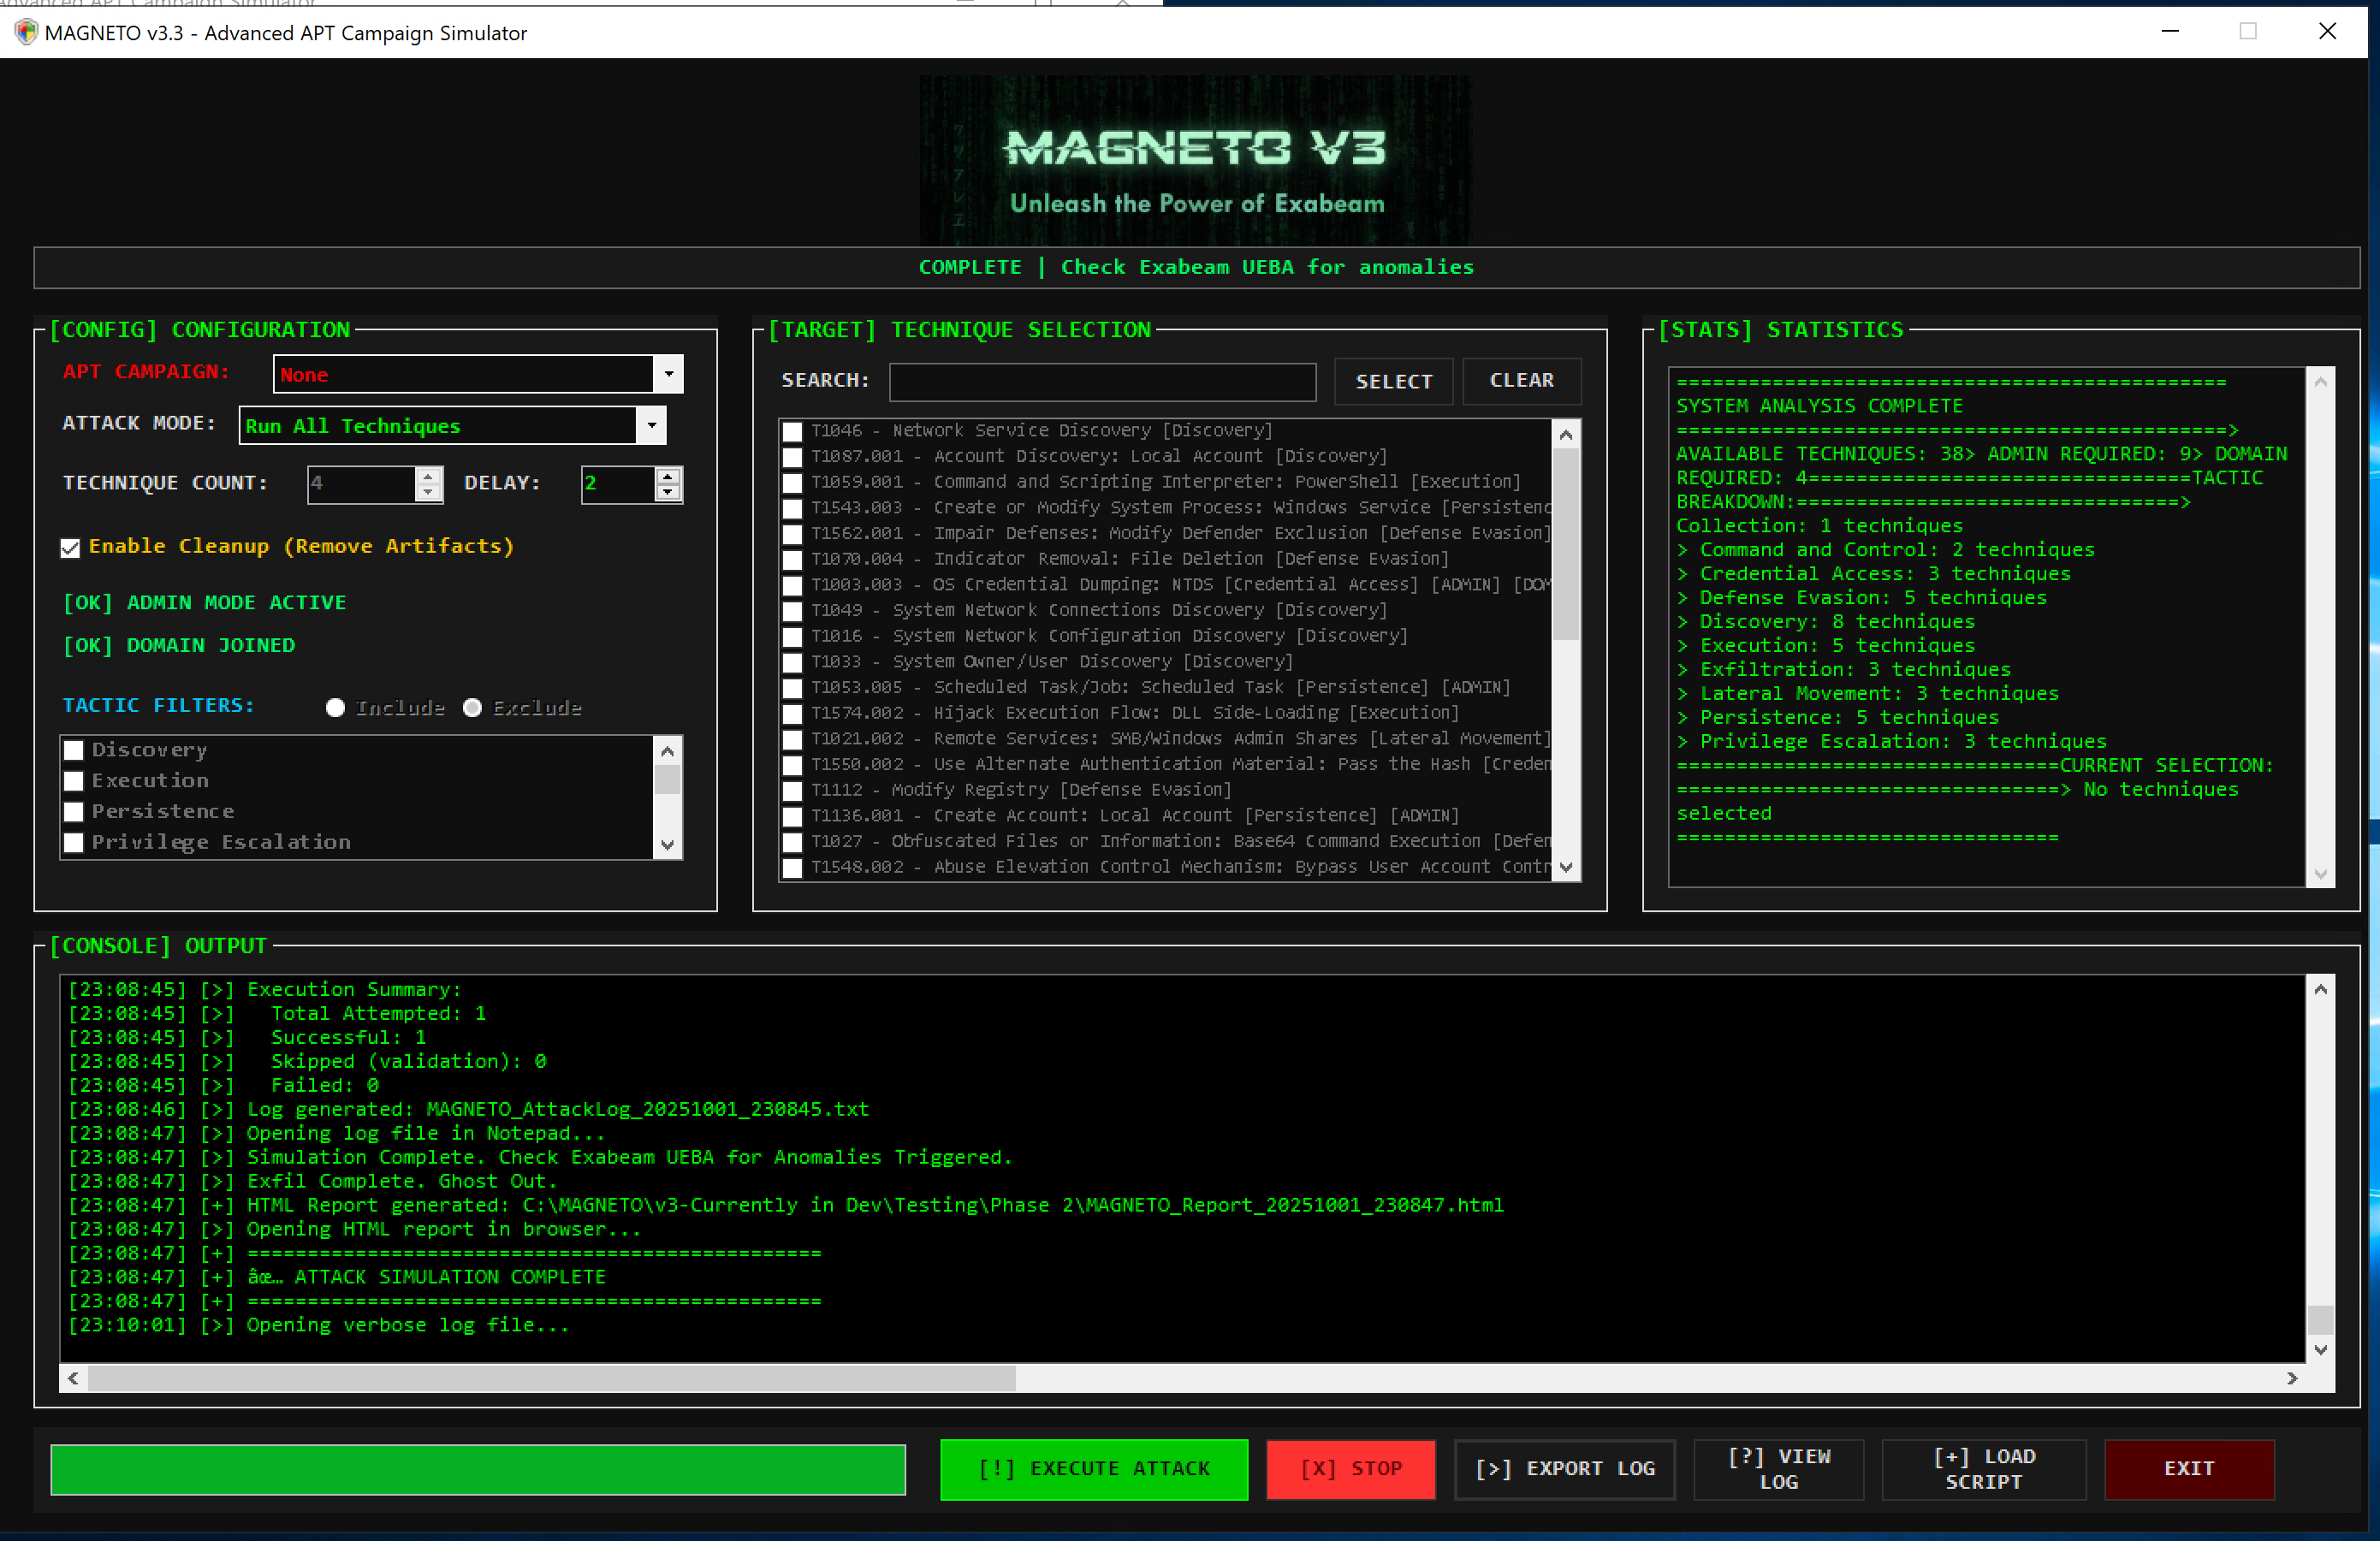 MAGNETO v3.3 - Advanced APT Campaign Simulator
MAGNETO V3
Unleash the Power of Exabeam
COMPLETE | Check Exabeam UEBA for anomalies
[CONFIG] CONFIGURATION
APT CAMPAIGN: None
ATTACK MODE: Run All Techniques
TECHNIQUE COUNT: 4 DELAY: 2
Enable Cleanup (Remove Artifacts)
[OK] ADMIN MODE ACTIVE
[OK] DOMAIN JOINED
TACTIC FILTERS: Include Exclude
Discovery
Execution
Persistence
Privilege Escalation
[TARGET] TECHNIQUE SELECTION
SEARCH: SELECT CLEAR
T1046 - Network Service Discovery [Discovery]
T1087.001 - Account Discovery: Local Account [Discovery]
T1059.001 - Command and Scripting Interpreter: PowerShell [Execution]
T1543.003 - Create or Modify System Process: Windows Service [Persistenc
T1562.001 - Impair Defenses: Modify Defender Exclusion [Defense Evasion]
T1070.004 - Indicator Removal: File Deletion [Defense Evasion]
T1003.003 - OS Credential Dumping: NTDS [Credential Access] [ADMIN] [DOM
T1049 - System Network Connections Discovery [Discovery]
T1016 - System Network Configuration Discovery [Discovery]
T1033 - System Owner/User Discovery [Discovery]
T1053.005 - Scheduled Task/Job: Scheduled Task [Persistence] [ADMIN]
T1574.002 - Hijack Execution Flow: DLL Side-Loading [Execution]
T1021.002 - Remote Services: SMB/Windows Admin Shares [Lateral Movement]
T1550.002 - Use Alternate Authentication Material: Pass the Hash [Creden
T1112 - Modify Registry [Defense Evasion]
T1136.001 - Create Account: Local Account [Persistence] [ADMIN]
T1027 - Obfuscated Files or Information: Base64 Command Execution [Defen
T1548.002 - Abuse Elevation Control Mechanism: Bypass User Account Contr
[STATS] STATISTICS
==============================================
SYSTEM ANALYSIS COMPLETE
==============================================>
AVAILABLE TECHNIQUES: 38> ADMIN REQUIRED: 9> DOMAIN
REQUIRED: 4================================TACTIC
BREAKDOWN:================================>
Collection: 1 techniques
> Command and Control: 2 techniques
> Credential Access: 3 techniques
> Defense Evasion: 5 techniques
> Discovery: 8 techniques
> Execution: 5 techniques
> Exfiltration: 3 techniques
> Lateral Movement: 3 techniques
> Persistence: 5 techniques
> Privilege Escalation: 3 techniques
================================CURRENT SELECTION:
================================> No techniques
selected
================================
[CONSOLE] OUTPUT
[23:08:45] [>] Execution Summary:
[23:08:45] [>]   Total Attempted: 1
[23:08:45] [>]   Successful: 1
[23:08:45] [>]   Skipped (validation): 0
[23:08:45] [>]   Failed: 0
[23:08:46] [>] Log generated: MAGNETO_AttackLog_20251001_230845.txt
[23:08:47] [>] Opening log file in Notepad...
[23:08:47] [>] Simulation Complete. Check Exabeam UEBA for Anomalies Triggered.
[23:08:47] [>] Exfil Complete. Ghost Out.
[23:08:47] [+] HTML Report generated: C:\MAGNETO\v3-Currently in Dev\Testing\Phase 2\MAGNETO_Report_20251001_230847.html
[23:08:47] [>] Opening HTML report in browser...
[23:08:47] [+] ================================================
[23:08:47] [+] âœ… ATTACK SIMULATION COMPLETE
[23:08:47] [+] ================================================
[23:10:01] [>] Opening verbose log file...
[!] EXECUTE ATTACK
[X] STOP
[>] EXPORT LOG
[?] VIEW
LOG
[+] LOAD
SCRIPT
EXIT